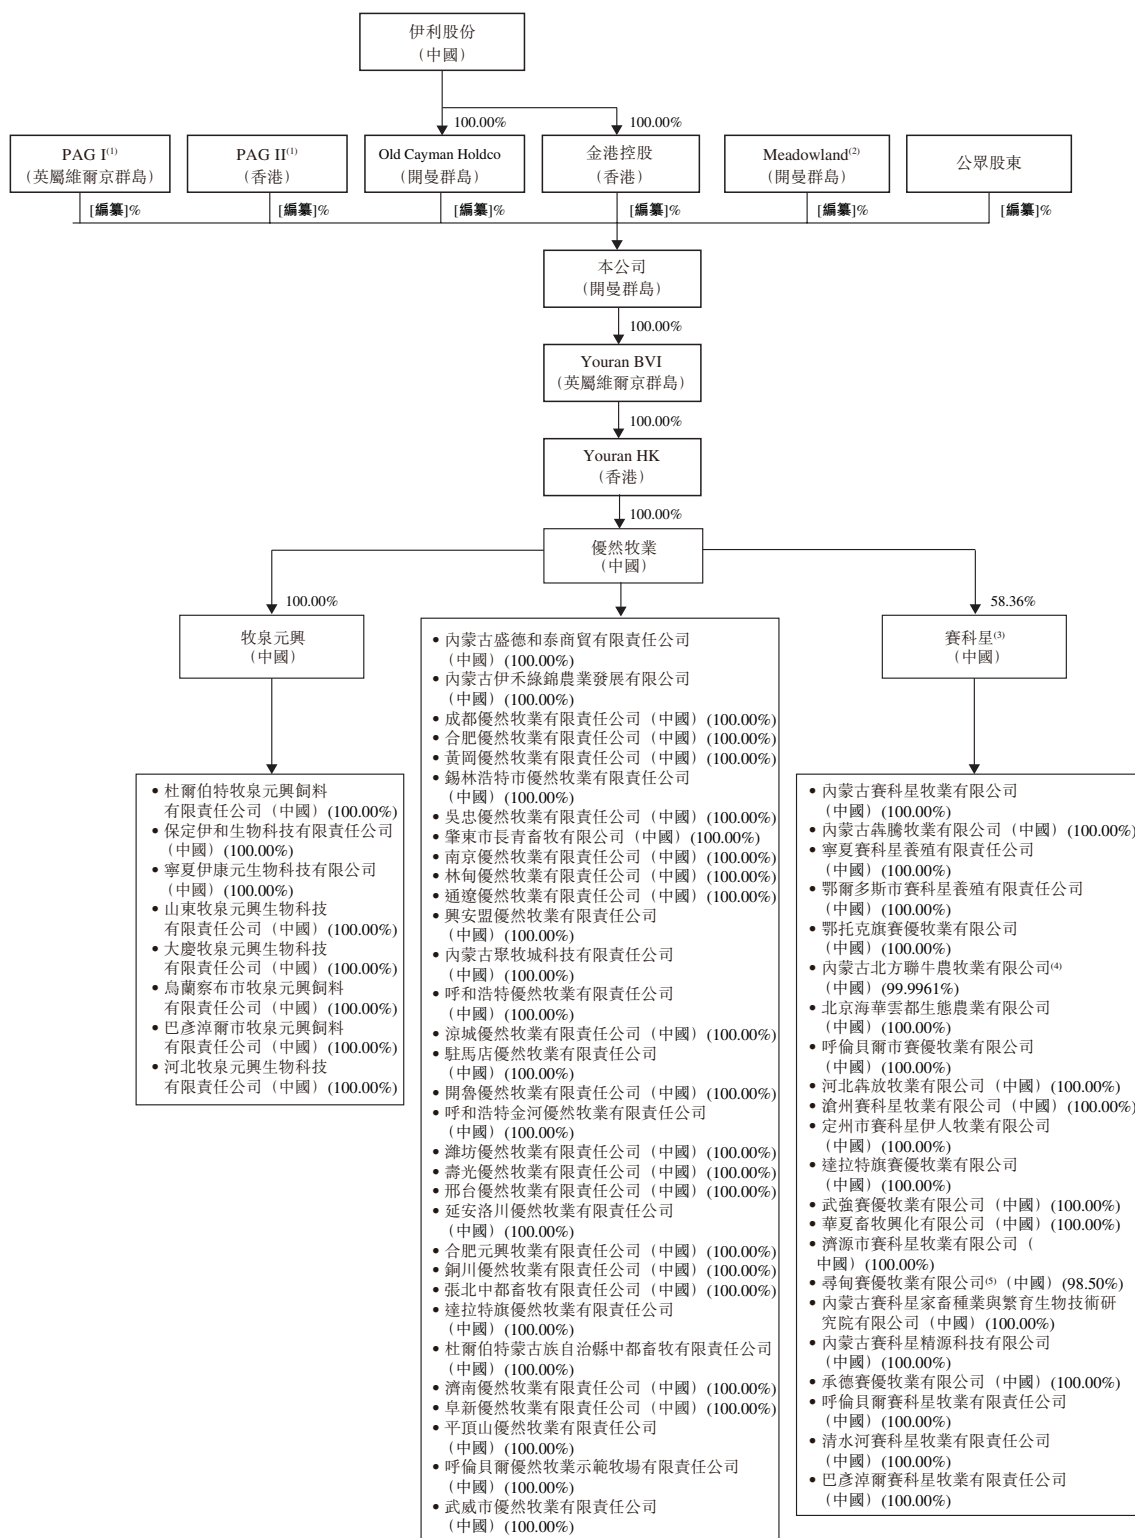 伊利股份
（中國）
100.00%
100.00%
PAG I(1)
（英屬維爾京群島）
PAG II(1)
（香港）
Old Cayman Holdco
（開曼群島）
金港控股
（香港）
Meadowland(2)
（開曼群島）
公眾股東
[編纂]%
[編纂]%
[編纂]%
[編纂]%
[編纂]%
[編纂]%
本公司
（開曼群島）
100.00%
Youran BVI
（英屬維爾京群島）
100.00%
Youran HK
（香港）
100.00%
優然牧業
（中國）
100.00%
58.36%
牧泉元興
（中國）
賽科星(3)
（中國）
• 杜爾伯特牧泉元興飼料
有限責任公司（中國）(100.00%)
• 保定伊和生物科技有限責任公司
（中國）(100.00%)
• 寧夏伊康元生物科技有限公司
（中國）(100.00%)
• 山東牧泉元興生物科技
有限責任公司（中國）(100.00%)
• 大慶牧泉元興生物科技
有限責任公司（中國）(100.00%)
• 烏蘭察布市牧泉元興飼料
有限責任公司（中國）(100.00%)
• 巴彥淖爾市牧泉元興飼料
有限責任公司（中國）(100.00%)
• 河北牧泉元興生物科技
有限責任公司（中國）(100.00%)
• 內蒙古盛德和泰商貿有限責任公司
（中國）(100.00%)
• 內蒙古伊禾綠錦農業發展有限公司
（中國）(100.00%)
• 成都優然牧業有限責任公司（中國）(100.00%)
• 合肥優然牧業有限責任公司（中國）(100.00%)
• 黃岡優然牧業有限責任公司（中國）(100.00%)
• 錫林浩特市優然牧業有限責任公司
（中國）(100.00%)
• 吳忠優然牧業有限責任公司（中國）(100.00%)
• 肇東市長青畜牧有限公司（中國）(100.00%)
• 南京優然牧業有限責任公司（中國）(100.00%)
• 林甸優然牧業有限責任公司（中國）(100.00%)
• 通遼優然牧業有限責任公司（中國）(100.00%)
• 興安盟優然牧業有限責任公司
（中國）(100.00%)
• 內蒙古聚牧城科技有限責任公司
（中國）(100.00%)
• 呼和浩特優然牧業有限責任公司
（中國）(100.00%)
• 涼城優然牧業有限責任公司（中國）(100.00%)
• 駐馬店優然牧業有限責任公司
（中國）(100.00%)
• 開魯優然牧業有限責任公司（中國）(100.00%)
• 呼和浩特金河優然牧業有限責任公司
（中國）(100.00%)
• 濰坊優然牧業有限責任公司（中國）(100.00%)
• 壽光優然牧業有限責任公司（中國）(100.00%)
• 邢台優然牧業有限責任公司（中國）(100.00%)
• 延安洛川優然牧業有限責任公司
（中國）(100.00%)
• 合肥元興牧業有限責任公司（中國）(100.00%)
• 銅川優然牧業有限責任公司（中國）(100.00%)
• 張北中都畜牧有限責任公司（中國）(100.00%)
• 達拉特旗優然牧業有限責任公司
（中國）(100.00%)
• 杜爾伯特蒙古族自治縣中都畜牧有限責任公司
（中國）(100.00%)
• 濟南優然牧業有限責任公司（中國）(100.00%)
• 阜新優然牧業有限責任公司（中國）(100.00%)
• 平頂山優然牧業有限責任公司
（中國）(100.00%)
• 呼倫貝爾優然牧業示範牧場有限責任公司
（中國）(100.00%)
• 武威市優然牧業有限責任公司
（中國）(100.00%)
• 內蒙古賽科星牧業有限公司
（中國）(100.00%)
• 內蒙古犇騰牧業有限公司（中國）(100.00%)
• 寧夏賽科星養殖有限責任公司
（中國）(100.00%)
• 鄂爾多斯市賽科星養殖有限責任公司
（中國）(100.00%)
• 鄂托克旗賽優牧業有限公司
（中國）(100.00%)
• 內蒙古北方聯牛農牧業有限公司(4)
（中國）(99.9961%)
• 北京海華雲都生態農業有限公司
（中國）(100.00%)
• 呼倫貝爾市賽優牧業有限公司
（中國）(100.00%)
• 河北犇放牧業有限公司（中國）(100.00%)
• 滄州賽科星牧業有限公司（中國）(100.00%)
• 定州市賽科星伊人牧業有限公司
（中國）(100.00%)
• 達拉特旗賽優牧業有限公司
（中國）(100.00%)
• 武強賽優牧業有限公司（中國）(100.00%)
• 華夏畜牧興化有限公司（中國）(100.00%)
• 濟源市賽科星牧業有限公司（
中國）(100.00%)
• 尋甸賽優牧業有限公司(5)（中國）(98.50%)
• 內蒙古賽科星家畜種業與繁育生物技術研
究院有限公司（中國）(100.00%)
• 內蒙古賽科星精源科技有限公司
（中國）(100.00%)
• 承德賽優牧業有限公司（中國）(100.00%)
• 呼倫貝爾賽科星牧業有限責任公司
（中國）(100.00%)
• 清水河賽科星牧業有限責任公司
（中國）(100.00%)
• 巴彥淖爾賽科星牧業有限責任公司
（中國）(100.00%)